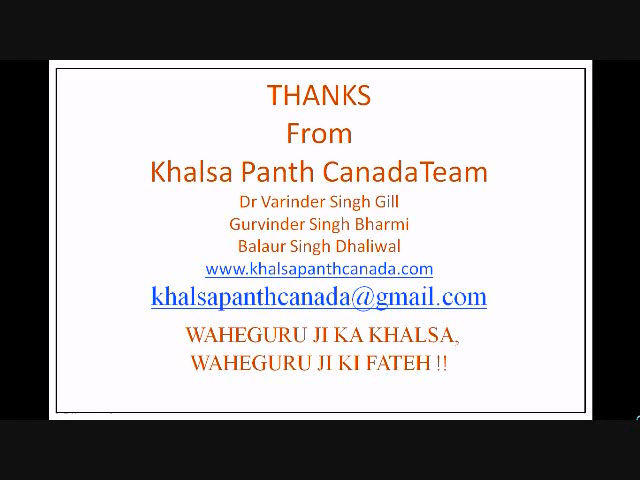 THANKS
From
Khalsa Panth CanadaTeam
Dr Varinder Singh Gill
Gurvinder Singh Bharmi
Balaur Singh Dhaliwal
www.khalsapanthcanada.com
khalsapanthcanada@gmail.com
WAHEGURU JI KA KHALSA,
WAHEGURU JI KI FATEH !!